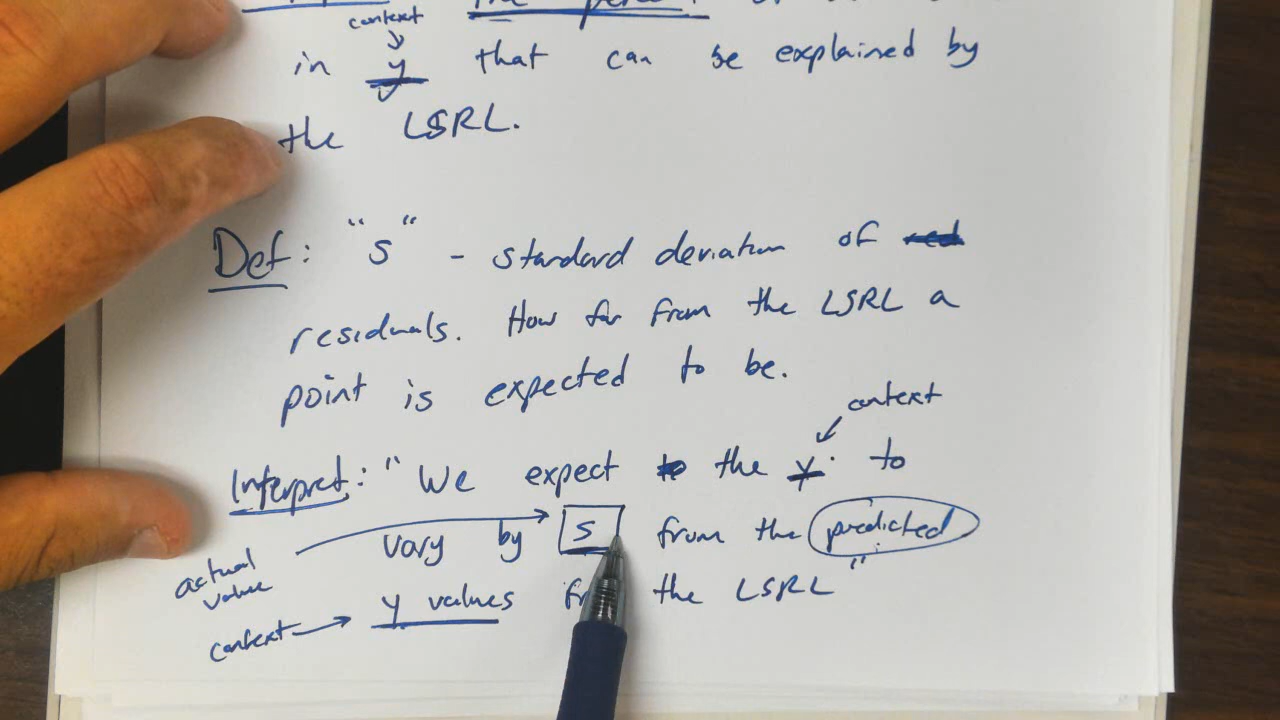 context
in y that can be explained by
the LSRL.
Def: "s" - standard deviation of
residuals. How far from the LSRL a
point is expected to be.
context
Interpret: "We expect the y to
vary by s from the predicted
actual value
y values the LSRL"
context